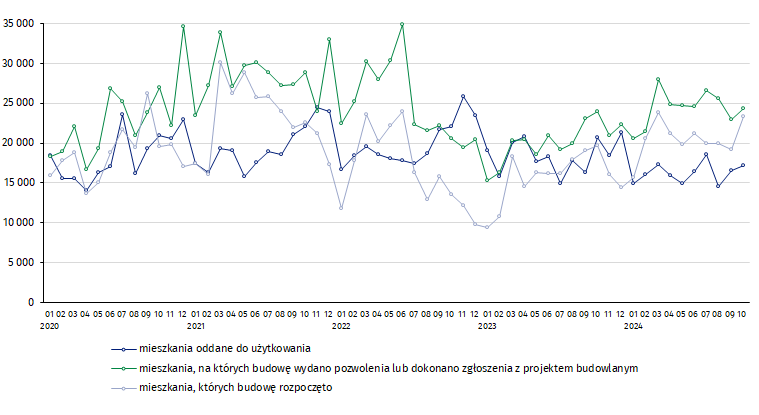 35 000
30 000
25 000
20 000
15 000
10 000
5 000
0
01 02 03 04 05 06 07 08 09 10 11 12 01 02 03 04 05 06 07 08 09 10 11 12 01 02 03 04 05 06 07 08 09 10 11 12 01 02 03 04 05 06 07 08 09 10 11 12 01 02 03 04 05 06 07 08 09 10
2020 2021 2022 2023 2024
mieszkania oddane do użytkowania
mieszkania, na których budowę wydano pozwolenia lub dokonano zgłoszenia z projektem budowlanym
mieszkania, których budowę rozpoczęto